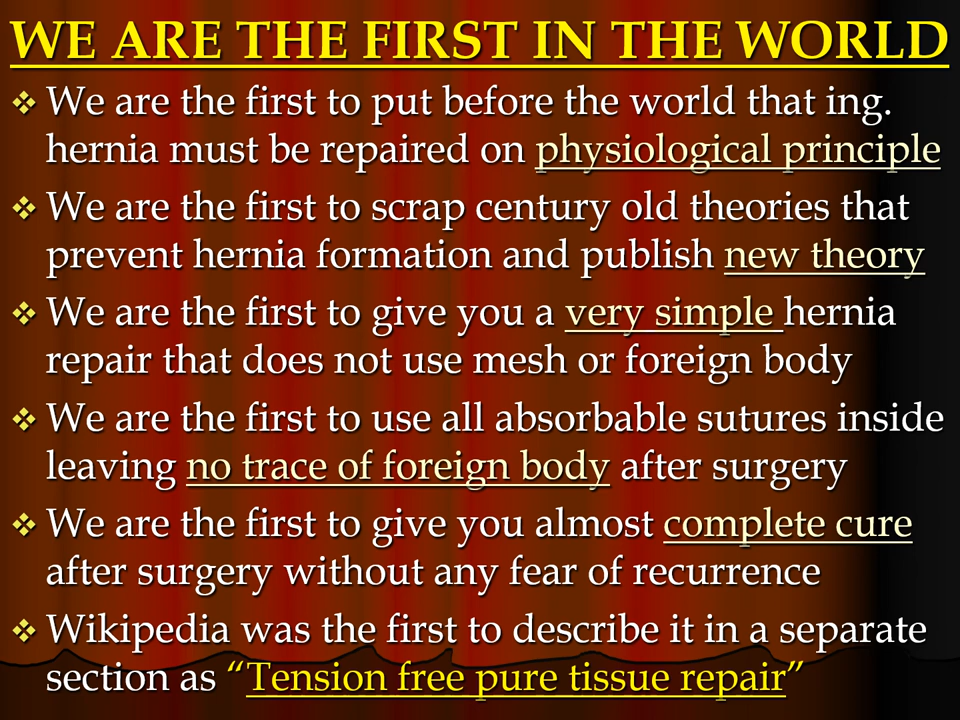 WE ARE THE FIRST IN THE WORLD
❖ We are the first to put before the world that ing.
hernia must be repaired on physiological principle
❖ We are the first to scrap century old theories that
prevent hernia formation and publish new theory
❖ We are the first to give you a very simple hernia
repair that does not use mesh or foreign body
❖ We are the first to use all absorbable sutures inside
leaving no trace of foreign body after surgery
❖ We are the first to give you almost complete cure
after surgery without any fear of recurrence
❖ Wikipedia was the first to describe it in a separate
section as “Tension free pure tissue repair”